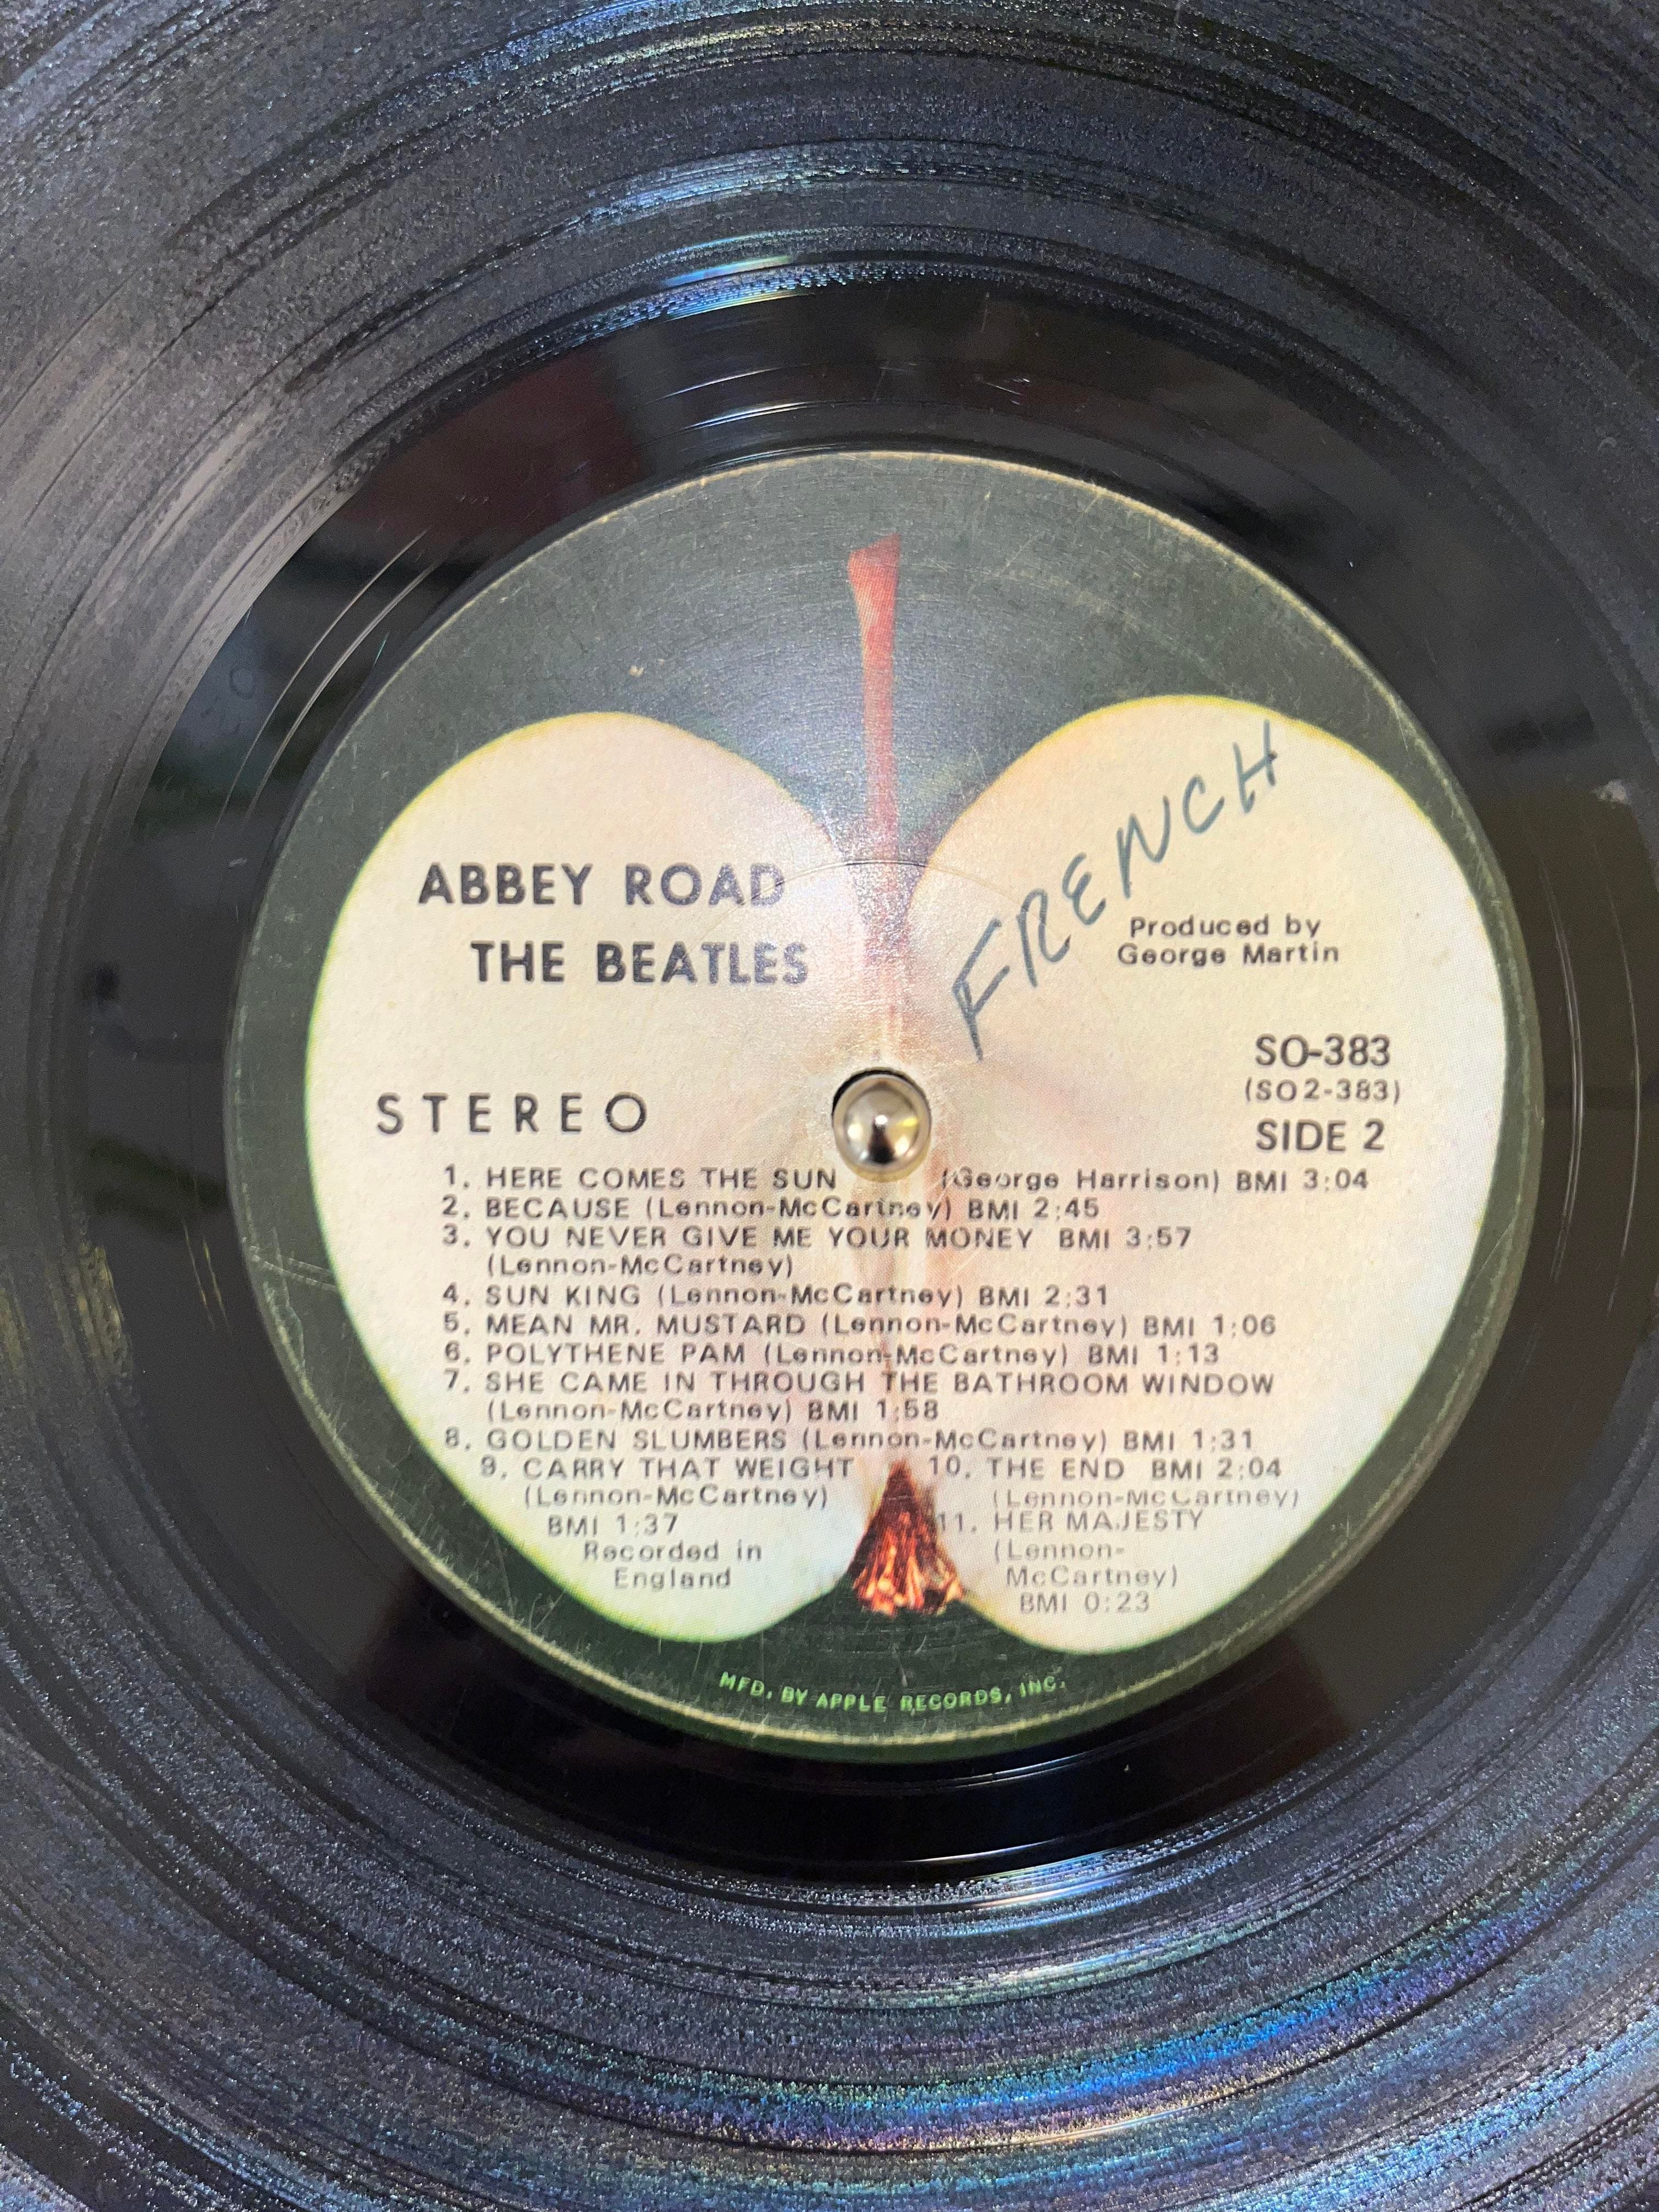 ABBEY ROAD
THE BEATLES
FRENCH
Produced by
George Martin
STEREO
SO-383
(SO2-383)
SIDE 2
1. HERE COMES THE SUN (George Harrison) BMI 3:04
2. BECAUSE (Lennon-McCartney) BMI 2:45
3. YOU NEVER GIVE ME YOUR MONEY BMI 3:57
(Lennon-McCartney)
4. SUN KING (Lennon-McCartney) BMI 2:31
5. MEAN MR. MUSTARD (Lennon-McCartney) BMI 1:06
6. POLYTHENE PAM (Lennon-McCartney) BMI 1:13
7. SHE CAME IN THROUGH THE BATHROOM WINDOW
(Lennon-McCartney) BMI 1:58
8. GOLDEN SLUMBERS (Lennon-McCartney) BMI 1:31
9. CARRY THAT WEIGHT
(Lennon-McCartney)
BMI 1:37
Recorded in
England
10. THE END BMI 2:04
(Lennon-McCartney)
11. HER MAJESTY
(Lennon-
McCartney)
BMI 0:23
MFD. BY APPLE RECORDS, INC.